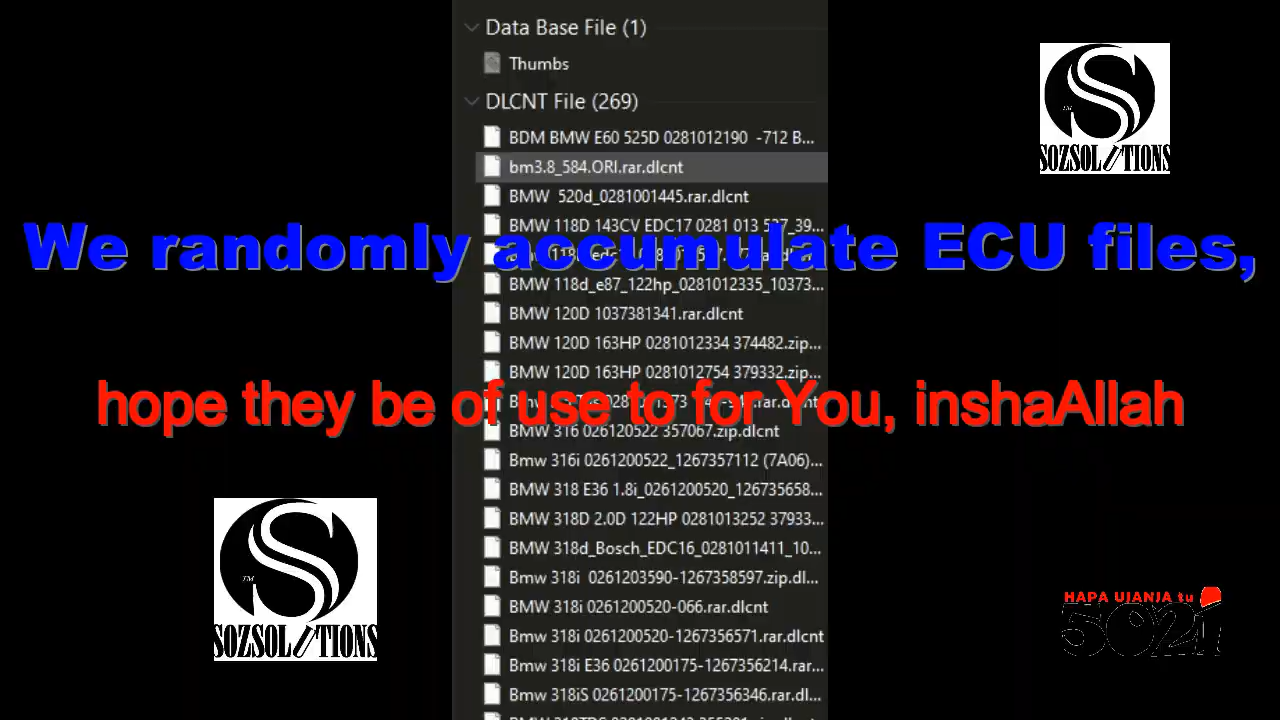 Data Base File (1)
Thumbs
DLCNT File (269)
BDM BMW E60 525D 0281012190 -712 B...
bm3.8_584.ORI.rar.dlcnt
BMW 520d_0281001445.rar.dlcnt
BMW 118D 143CV EDC17 0281 013 537_39...
We randomly accumulate ECU files,
BMW 118d_e87_122hp_0281012335_10373...
BMW 120D 1037381341.rar.dlcnt
BMW 120D 163HP 0281012334 374482.zip...
BMW 120D 163HP 0281012754 379332.zip...
hope they be of use to for You, inshaAllah
BMW 316 026120522 357067.zip.dlcnt
Bmw 316i 0261200522_1267357112 (7A06)...
BMW 318 E36 1.8i_0261200520_126735658...
BMW 318D 2.0D 122HP 0281013252 37933...
BMW 318d_Bosch_EDC16_0281011411_10...
Bmw 318i 0261203590-1267358597.zip.dl...
BMW 318i 0261200520-066.rar.dlcnt
BMW 318i 0261200520-1267356571.rar.dlcnt
Bmw 318i E36 0261200175-1267356214.rar...
Bmw 318iS 0261200175-1267356346.rar.dl...
TM
SOZSOLUTIONS
TM
SOZSOLUTIONS
HAPA UJANJA tu